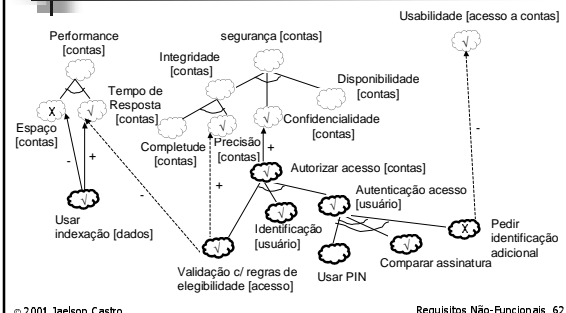 Usabilidade [acesso a contas]
Performance
[contas]
segurança [contas]
Integridade
[contas]
Disponibilidade
[contas]
Tempo de
Resposta
[contas]
X
√
Espaço
[contas]
Completude
[contas]
Precisão
[contas]
Confidencialidade
[contas]
√
√
√
-
+
-
+
+
-
Autorizar acesso [contas]
√
Autenticação acesso
[usuário]
√
Usar
indexação [dados]
√
Identificação
[usuário]
√
Pedir
identificação
adicional
X
Validação c/ regras de
elegibilidade [acesso]
√
Usar PIN
Comparar assinatura
√
© 2001 Jaelson Castro
Requisitos Não-Funcionais 62